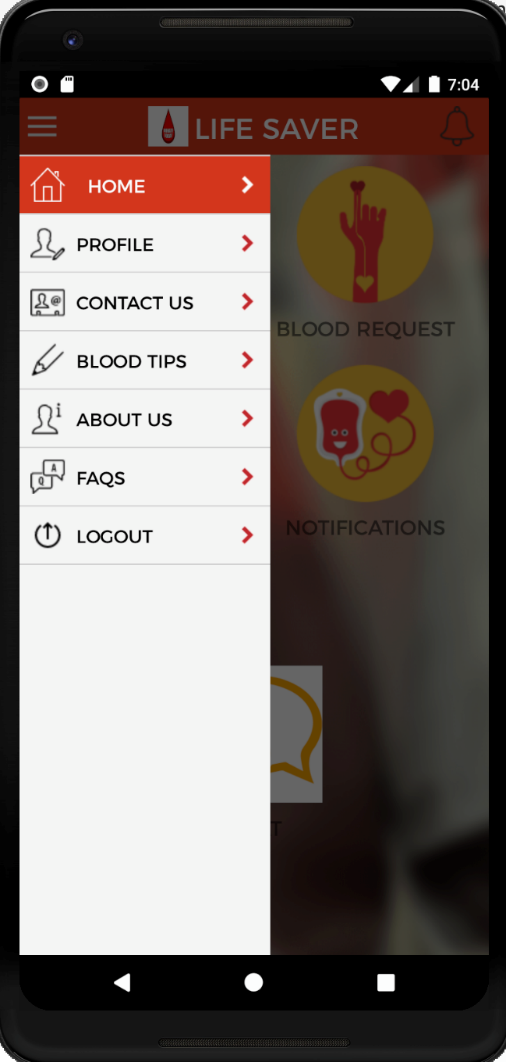 7:04
LIFE SAVER
HOME
PROFILE
CONTACT US
BLOOD TIPS
ABOUT US
FAQS
LOGOUT
BLOOD REQUEST
NOTIFICATIONS
T